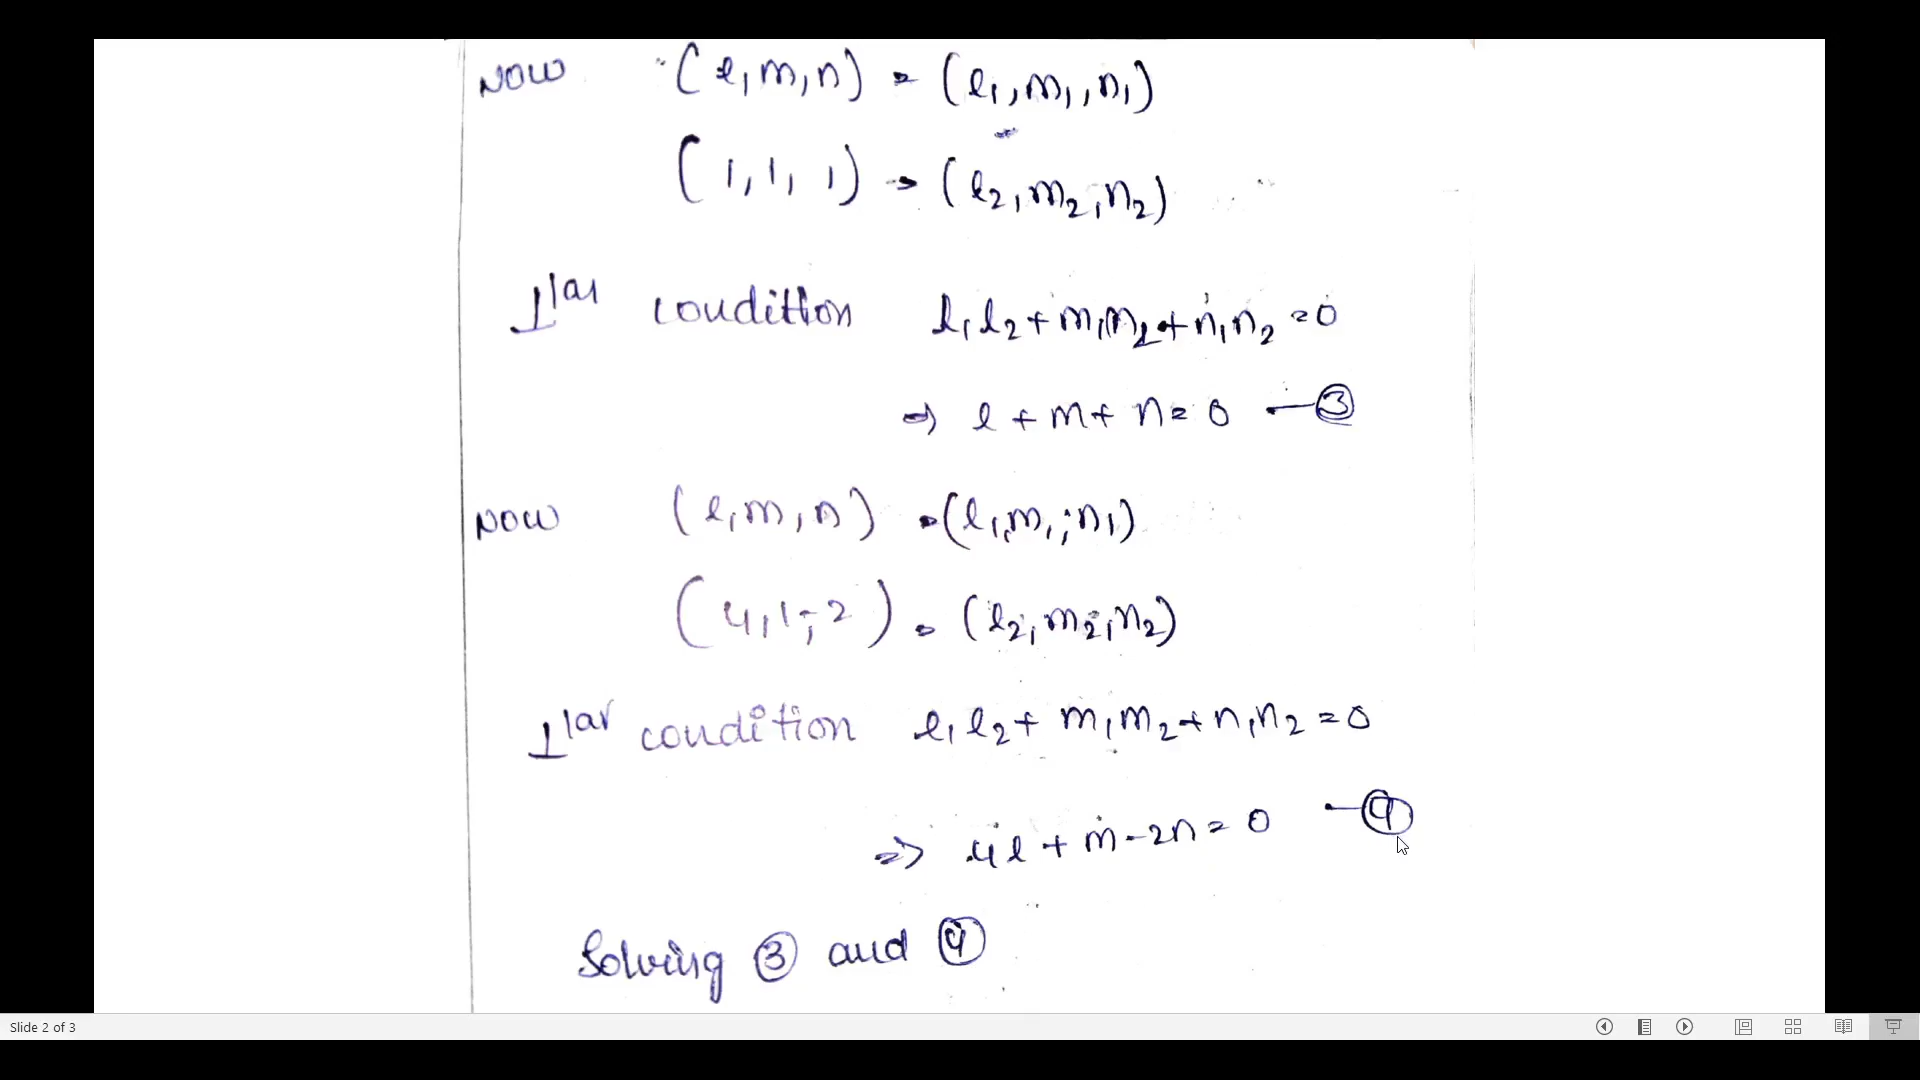 Now (l, m, n) = (l₁, m₁, n₁)
(1, 1, 1) = (l₂, m₂, n₂)
⊥lar condition l₁l₂ + m₁m₂ + n₁n₂ = 0
⇒ l + m + n = 0 — ③
Now (l, m, n) = (l₁, m₁, n₁)
(4, 1, -2) = (l₂, m₂, n₂)
⊥lar condition l₁l₂ + m₁m₂ + n₁n₂ = 0
⇒ 4l + m - 2n = 0 — ④
Solving ③ and ④
Slide 2 of 3